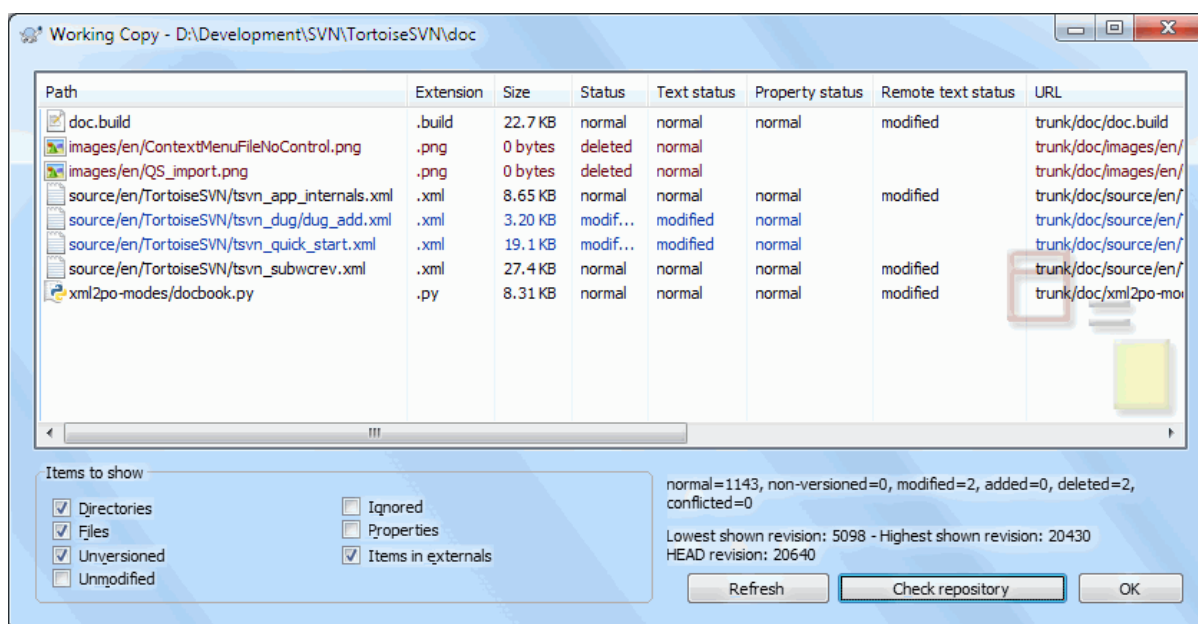 Working Copy - D:\Development\SVN\TortoiseSVN\doc
Path Extension Size Status Text status Property status Remote text status URL
doc.build .build 22.7 KB normal normal normal modified trunk/doc/doc.build
images/en/ContextMenuFileNoControl.png .png 0 bytes deleted normal trunk/doc/images/en/
images/en/QS_import.png .png 0 bytes deleted normal trunk/doc/images/en/
source/en/TortoiseSVN/tsvn_app_internals.xml .xml 8.65 KB normal normal normal modified trunk/doc/source/en/
source/en/TortoiseSVN/tsvn_dug/dug_add.xml .xml 3.20 KB modif... modified normal trunk/doc/source/en/
source/en/TortoiseSVN/tsvn_quick_start.xml .xml 19.1 KB modif... modified normal trunk/doc/source/en/
source/en/TortoiseSVN/tsvn_subwcrev.xml .xml 27.4 KB normal normal normal modified trunk/doc/source/en/
xml2po-modes/docbook.py .py 8.31 KB normal normal normal modified trunk/doc/xml2po-mo
Items to show
Directories Ignored
Files Properties
Unversioned Items in externals
Unmodified
normal=1143, non-versioned=0, modified=2, added=0, deleted=2,
conflicted=0
Lowest shown revision: 5098 - Highest shown revision: 20430
HEAD revision: 20640
Refresh Check repository OK